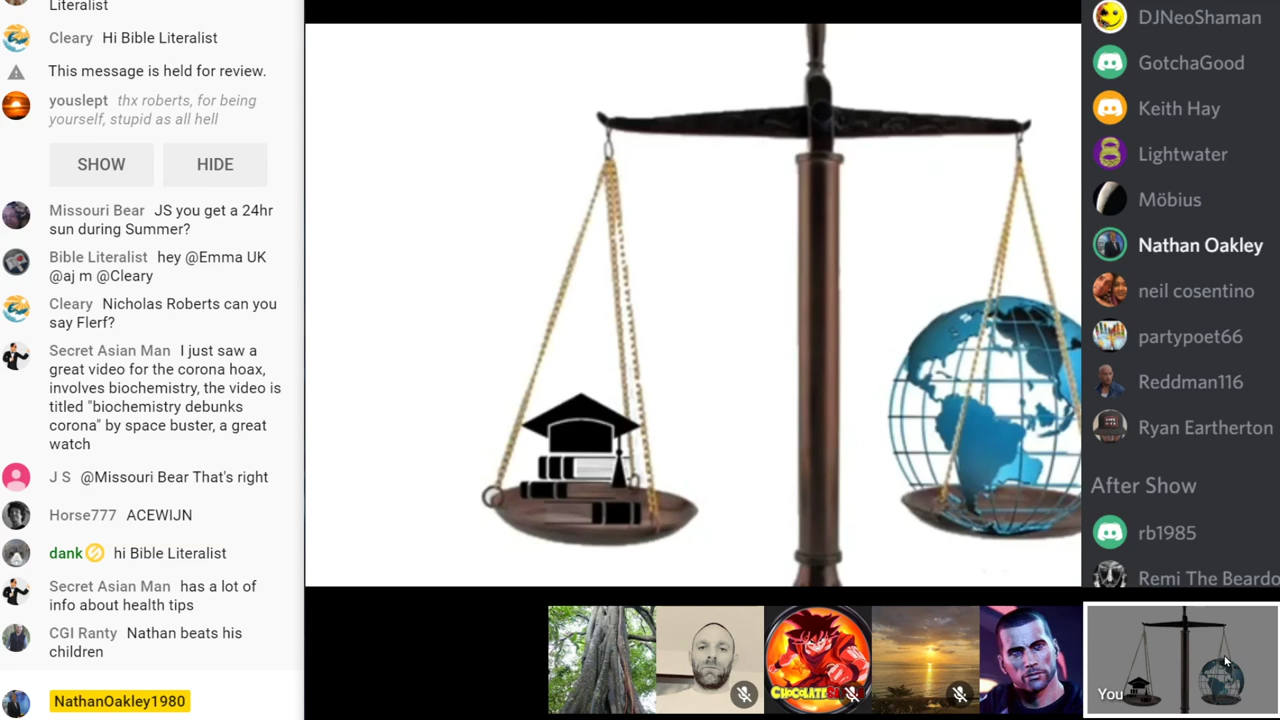 Literalist
Cleary Hi Bible Literalist
This message is held for review.
youslept thx roberts, for being
yourself, stupid as all hell
SHOW HIDE
Missouri Bear JS you get a 24hr
sun during Summer?
Bible Literalist hey @Emma UK
@aj m @Cleary
Cleary Nicholas Roberts can you
say Flerf?
Secret Asian Man I just saw a
great video for the corona hoax,
involves biochemistry, the video is
titled "biochemistry debunks
corona" by space buster, a great
watch
J S @Missouri Bear That's right
Horse777 ACEWIJN
dank hi Bible Literalist
Secret Asian Man has a lot of
info about health tips
CGI Ranty Nathan beats his
children
NathanOakley1980
DJNeoShaman
GotchaGood
Keith Hay
Lightwater
Möbius
Nathan Oakley
neil cosentino
partypoet66
Reddman116
Ryan Eartherton
After Show
rb1985
Remi The Beardo
You